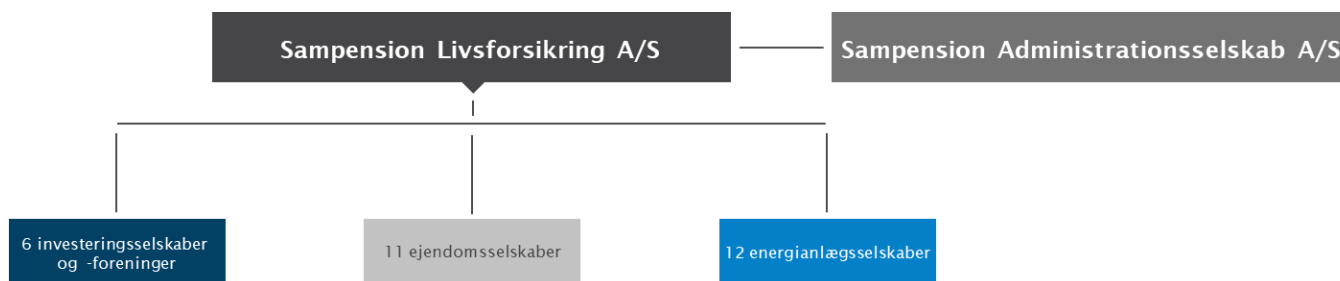 Sampension Livsforsikring A/S
Sampension Administrationsselskab A/S
6 investeringsselskaber
og -foreninger
11 ejendomsselskaber
12 energianlægsselskaber